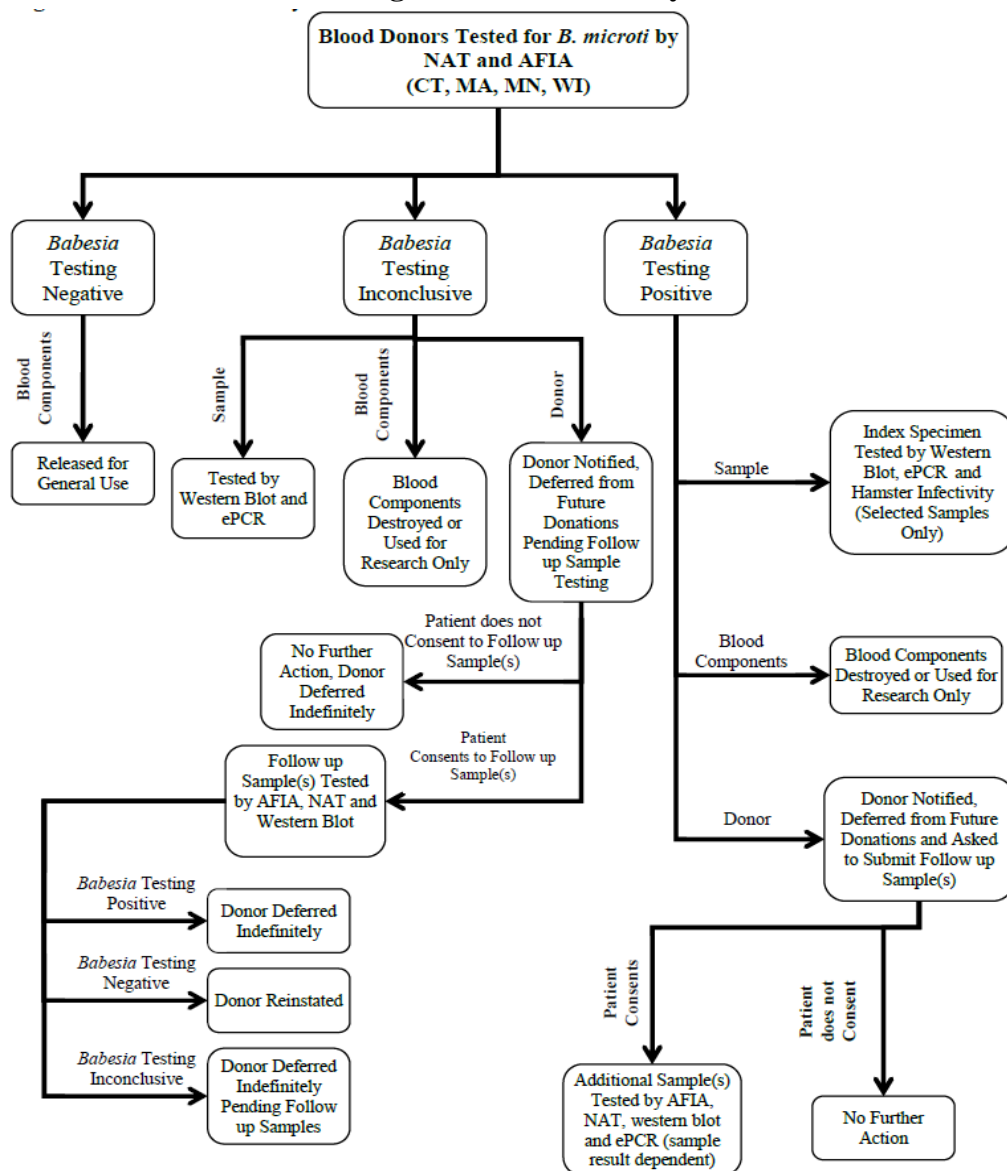 Blood Donors Tested for B. microti by
NAT and AFIA
(CT, MA, MN, WI)
Babesia
Testing
Negative
Babesia
Testing
Inconclusive
Babesia
Testing
Positive
Blood
Components
Sample
Blood
Components
Donor
Released for
General Use
Tested by
Western Blot and
ePCR
Blood
Components
Destroyed or
Used for
Research Only
Donor Notified,
Deferred from
Future
Donations
Pending Follow
up Sample
Testing
Sample
Index Specimen
Tested by Western
Blot, ePCR and
Hamster Infectivity
(Selected Samples
Only)
Patient does not
Consent to Follow up
Sample(s)
No Further
Action, Donor
Deferred
Indefinitely
Blood
Components
Blood Components
Destroyed or Used for
Research Only
Patient
Consents to Follow up
Sample(s)
Follow up
Sample(s) Tested
by AFIA, NAT and
Western Blot
Donor
Donor Notified,
Deferred from Future
Donations and Asked
to Submit Follow up
Sample(s)
Babesia Testing
Positive
Donor Deferred
Indefinitely
Babesia Testing
Negative
Donor Reinstated
Babesia Testing
Inconclusive
Donor Deferred
Indefinitely
Pending Follow
up Samples
Patient
Consents
Patient
does not
Consent
Additional Sample(s)
Tested by AFIA,
NAT, western blot
and ePCR (sample
result dependent)
No Further
Action